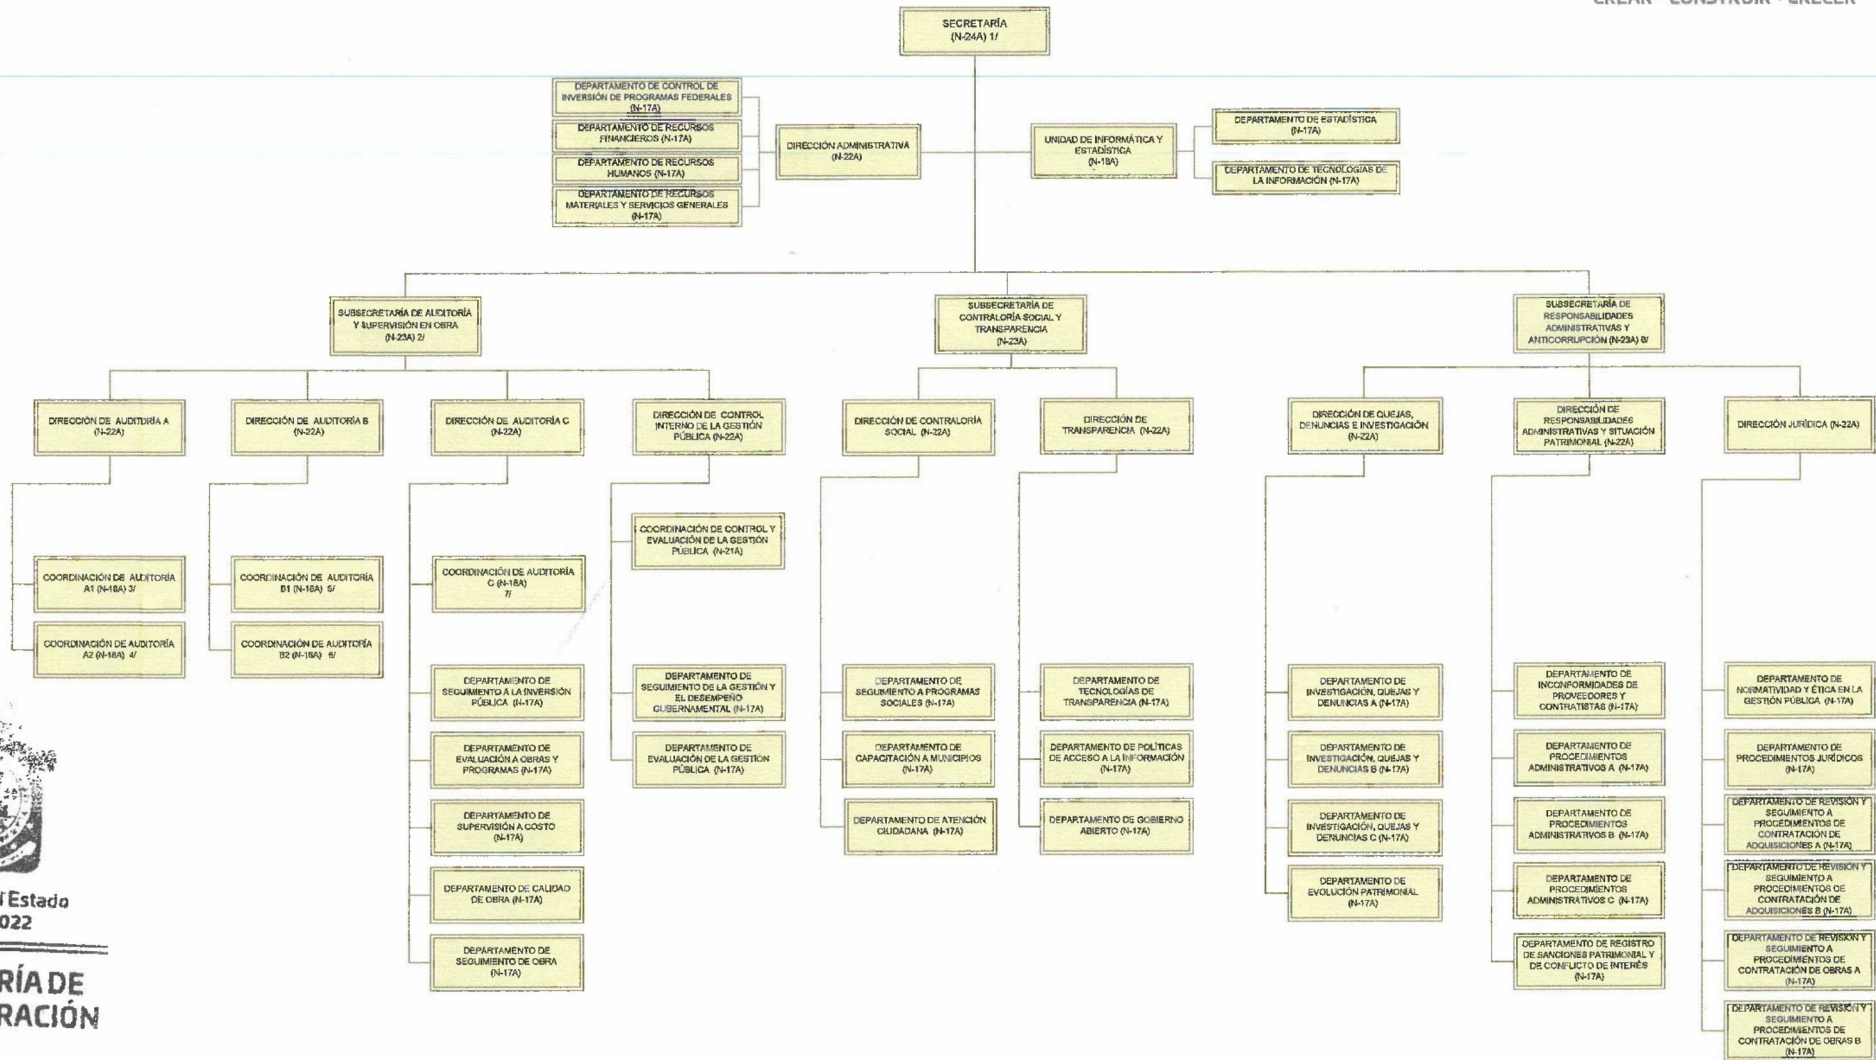 CREAR · CONSTRUIR · CRECER
SECRETARÍA
(N-24A) 1/
DEPARTAMENTO DE CONTROL DE
INVERSIÓN DE PROGRAMAS FEDERALES
(N-17A)
DEPARTAMENTO DE RECURSOS
FINANCIEROS (N-17A)
DEPARTAMENTO DE RECURSOS
HUMANOS (N-17A)
DEPARTAMENTO DE RECURSOS
MATERIALES Y SERVICIOS GENERALES
(N-17A)
DIRECCIÓN ADMINISTRATIVA
(N-22A)
UNIDAD DE INFORMÁTICA Y
ESTADÍSTICA
(N-18A)
DEPARTAMENTO DE ESTADÍSTICA
(N-17A)
DEPARTAMENTO DE TECNOLOGÍAS DE
LA INFORMACIÓN (N-17A)
SUBSECRETARÍA DE AUDITORÍA
Y SUPERVISIÓN EN OBRA
(N-23A) 2/
SUBSECRETARÍA DE
CONTRALORÍA SOCIAL Y
TRANSPARENCIA
(N-23A)
SUBSECRETARÍA DE
RESPONSABILIDADES
ADMINISTRATIVAS Y
ANTICORRUPCIÓN (N-23A) 8/
DIRECCIÓN DE AUDITORÍA A
(N-22A)
DIRECCIÓN DE AUDITORÍA B
(N-22A)
DIRECCIÓN DE AUDITORÍA C
(N-22A)
DIRECCIÓN DE CONTROL
INTERNO DE LA GESTIÓN
PÚBLICA (N-22A)
DIRECCIÓN DE CONTRALORÍA
SOCIAL (N-22A)
DIRECCIÓN DE
TRANSPARENCIA (N-22A)
DIRECCIÓN DE QUEJAS,
DENUNCIAS E INVESTIGACIÓN
(N-22A)
DIRECCIÓN DE
RESPONSABILIDADES
ADMINISTRATIVAS Y SITUACIÓN
PATRIMONIAL (N-22A)
DIRECCIÓN JURÍDICA (N-22A)
COORDINACIÓN DE AUDITORÍA
A1 (N-18A) 3/
COORDINACIÓN DE AUDITORÍA
A2 (N-18A) 4/
COORDINACIÓN DE AUDITORÍA
B1 (N-18A) 5/
COORDINACIÓN DE AUDITORÍA
B2 (N-18A) 6/
COORDINACIÓN DE AUDITORÍA
C (N-18A)
7/
DEPARTAMENTO DE
SEGUIMIENTO A LA INVERSIÓN
PÚBLICA (N-17A)
DEPARTAMENTO DE
EVALUACIÓN A OBRAS Y
PROGRAMAS (N-17A)
DEPARTAMENTO DE
SUPERVISIÓN A COSTO
(N-17A)
DEPARTAMENTO DE CALIDAD
DE OBRA (N-17A)
DEPARTAMENTO DE
SEGUIMIENTO DE OBRA
(N-17A)
COORDINACIÓN DE CONTROL Y
EVALUACIÓN DE LA GESTIÓN
PÚBLICA (N-21A)
DEPARTAMENTO DE
SEGUIMIENTO DE LA GESTIÓN Y
EL DESEMPEÑO
GUBERNAMENTAL (N-17A)
DEPARTAMENTO DE
EVALUACIÓN DE LA GESTIÓN
PÚBLICA (N-17A)
DEPARTAMENTO DE
SEGUIMIENTO A PROGRAMAS
SOCIALES (N-17A)
DEPARTAMENTO DE
CAPACITACIÓN A MUNICIPIOS
(N-17A)
DEPARTAMENTO DE ATENCIÓN
CIUDADANA (N-17A)
DEPARTAMENTO DE
TECNOLOGÍAS DE
TRANSPARENCIA (N-17A)
DEPARTAMENTO DE POLÍTICAS
DE ACCESO A LA INFORMACIÓN
(N-17A)
DEPARTAMENTO DE GOBIERNO
ABIERTO (N-17A)
DEPARTAMENTO DE
INVESTIGACIÓN, QUEJAS Y
DENUNCIAS A (N-17A)
DEPARTAMENTO DE
INVESTIGACIÓN, QUEJAS Y
DENUNCIAS B (N-17A)
DEPARTAMENTO DE
INVESTIGACIÓN, QUEJAS Y
DENUNCIAS C (N-17A)
DEPARTAMENTO DE
EVOLUCIÓN PATRIMONIAL
(N-17A)
DEPARTAMENTO DE
INCONFORMIDADES DE
PROVEEDORES Y
CONTRATISTAS (N-17A)
DEPARTAMENTO DE
PROCEDIMIENTOS
ADMINISTRATIVOS A (N-17A)
DEPARTAMENTO DE
PROCEDIMIENTOS
ADMINISTRATIVOS B (N-17A)
DEPARTAMENTO DE
PROCEDIMIENTOS
ADMINISTRATIVOS C (N-17A)
DEPARTAMENTO DE REGISTRO
DE SANCIONES PATRIMONIAL Y
DE CONFLICTO DE INTERÉS
(N-17A)
DEPARTAMENTO DE
NORMATIVIDAD Y ÉTICA EN LA
GESTIÓN PÚBLICA (N-17A)
DEPARTAMENTO DE
PROCEDIMIENTOS JURÍDICOS
(N-17A)
DEPARTAMENTO DE REVISIÓN Y
SEGUIMIENTO A
PROCEDIMIENTOS DE
CONTRATACIÓN DE
ADQUISICIONES A (N-17A)
DEPARTAMENTO DE REVISIÓN Y
SEGUIMIENTO A
PROCEDIMIENTOS DE
CONTRATACIÓN DE
ADQUISICIONES B (N-17A)
DEPARTAMENTO DE REVISIÓN Y
SEGUIMIENTO A
PROCEDIMIENTOS DE
CONTRATACIÓN DE OBRAS A
(N-17A)
DEPARTAMENTO DE REVISIÓN Y
SEGUIMIENTO A
PROCEDIMIENTOS DE
CONTRATACIÓN DE OBRAS B
(N-17A)
l Estado
022
RÍA DE
RACIÓN